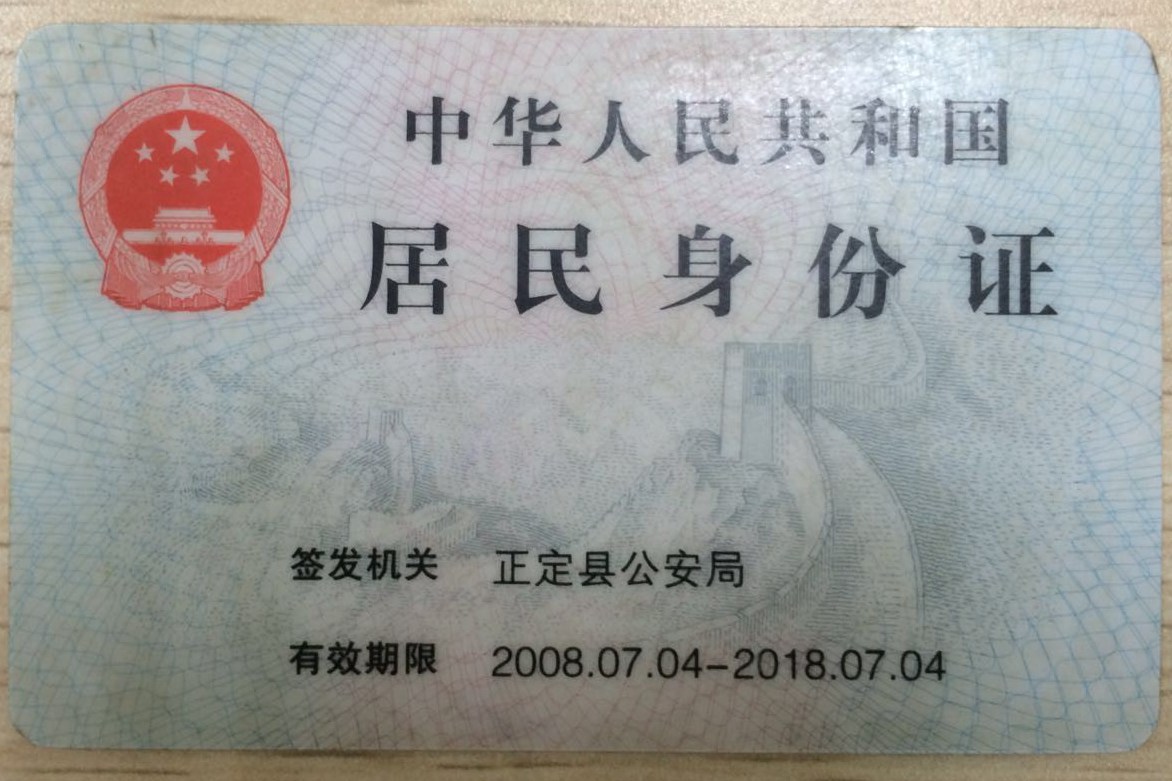 中华人民共和国
居民身份证
签发机关 正定县公安局
有效期限 2008.07.04-2018.07.04